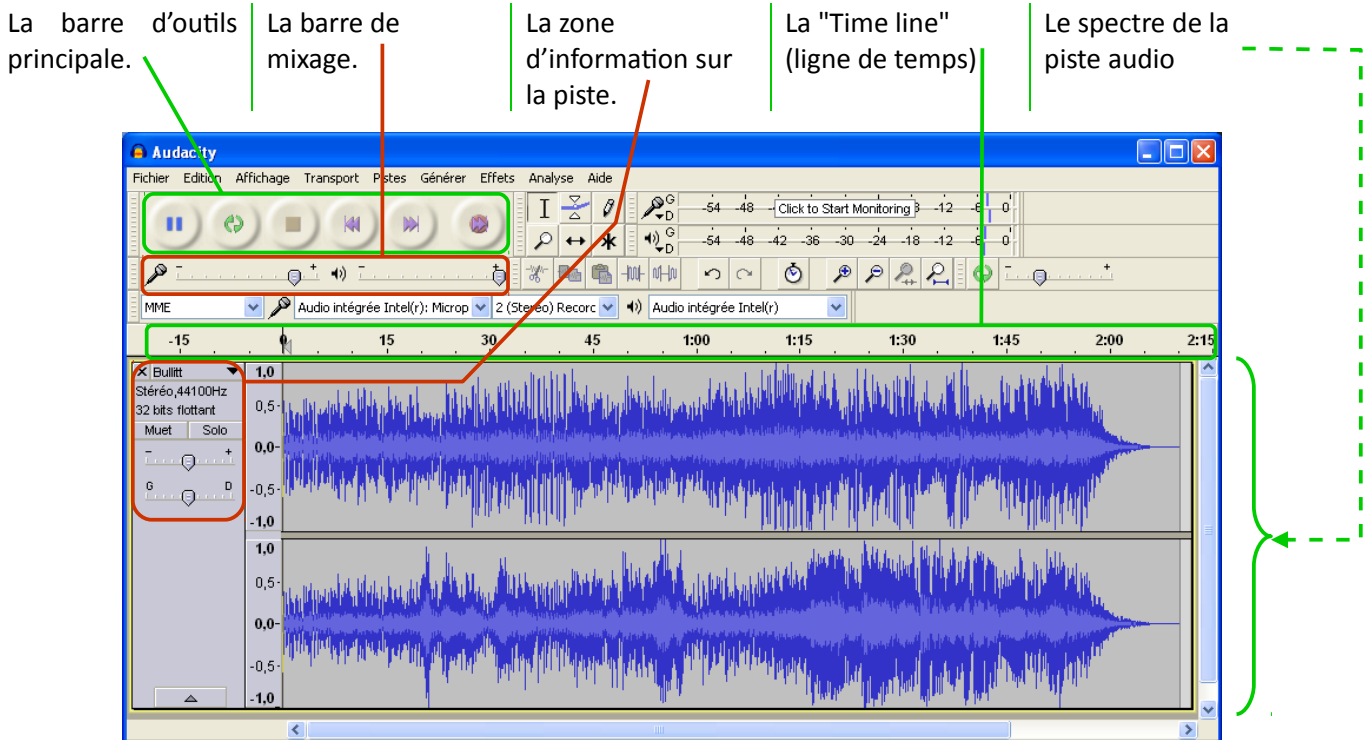 La barre d'outils
principale.
La barre de
mixage.
La zone
d'information sur
la piste.
La "Time line"
(ligne de temps)
Le spectre de la
piste audio
Audacity
Fichier Edition Affichage Transport Pistes Générer Effets Analyse Aide
G
D
-54 -48 - Click to Start Monitoring 8 -12 -6 0
G
D
-54 -48 -42 -36 -30 -24 -18 -12 -6 0
- + - + - +
MME Audio intégrée Intel(r): Microp 2 (Stéréo) Recorc Audio intégrée Intel(r)
-15 0 15 30 45 1:00 1:15 1:30 1:45 2:00 2:15
X Bullitt
Stéréo,44100Hz
32 bits flottant
Muet Solo
- +
G D
1,0
0,5-
0,0-
-0,5-
-1,0
1,0
0,5-
0,0-
-0,5-
-1,0